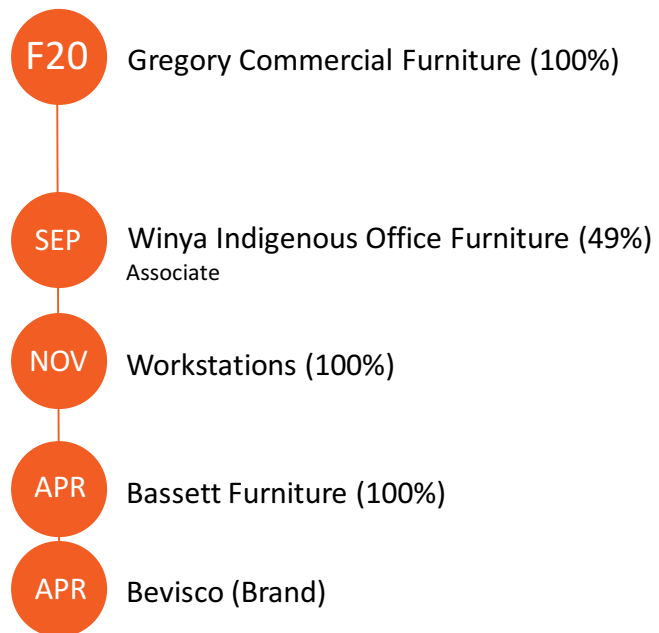 F20
Gregory Commercial Furniture (100%)
SEP
Winya Indigenous Office Furniture (49%)
Associate
NOV
Workstations (100%)
APR
Bassett Furniture (100%)
APR
Bevisco (Brand)